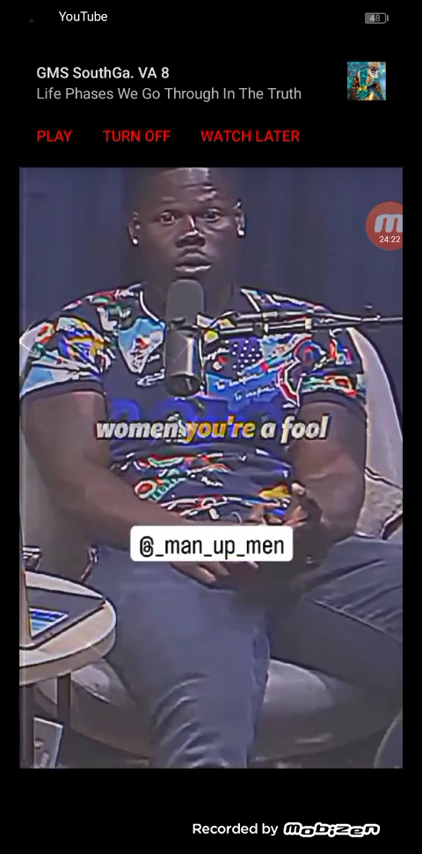 YouTube
48
GMS SouthGa. VA 8
Life Phases We Go Through In The Truth
PLAY TURN OFF WATCH LATER
24:22
women you're a fool
@_man_up_men
Recorded by mobizen